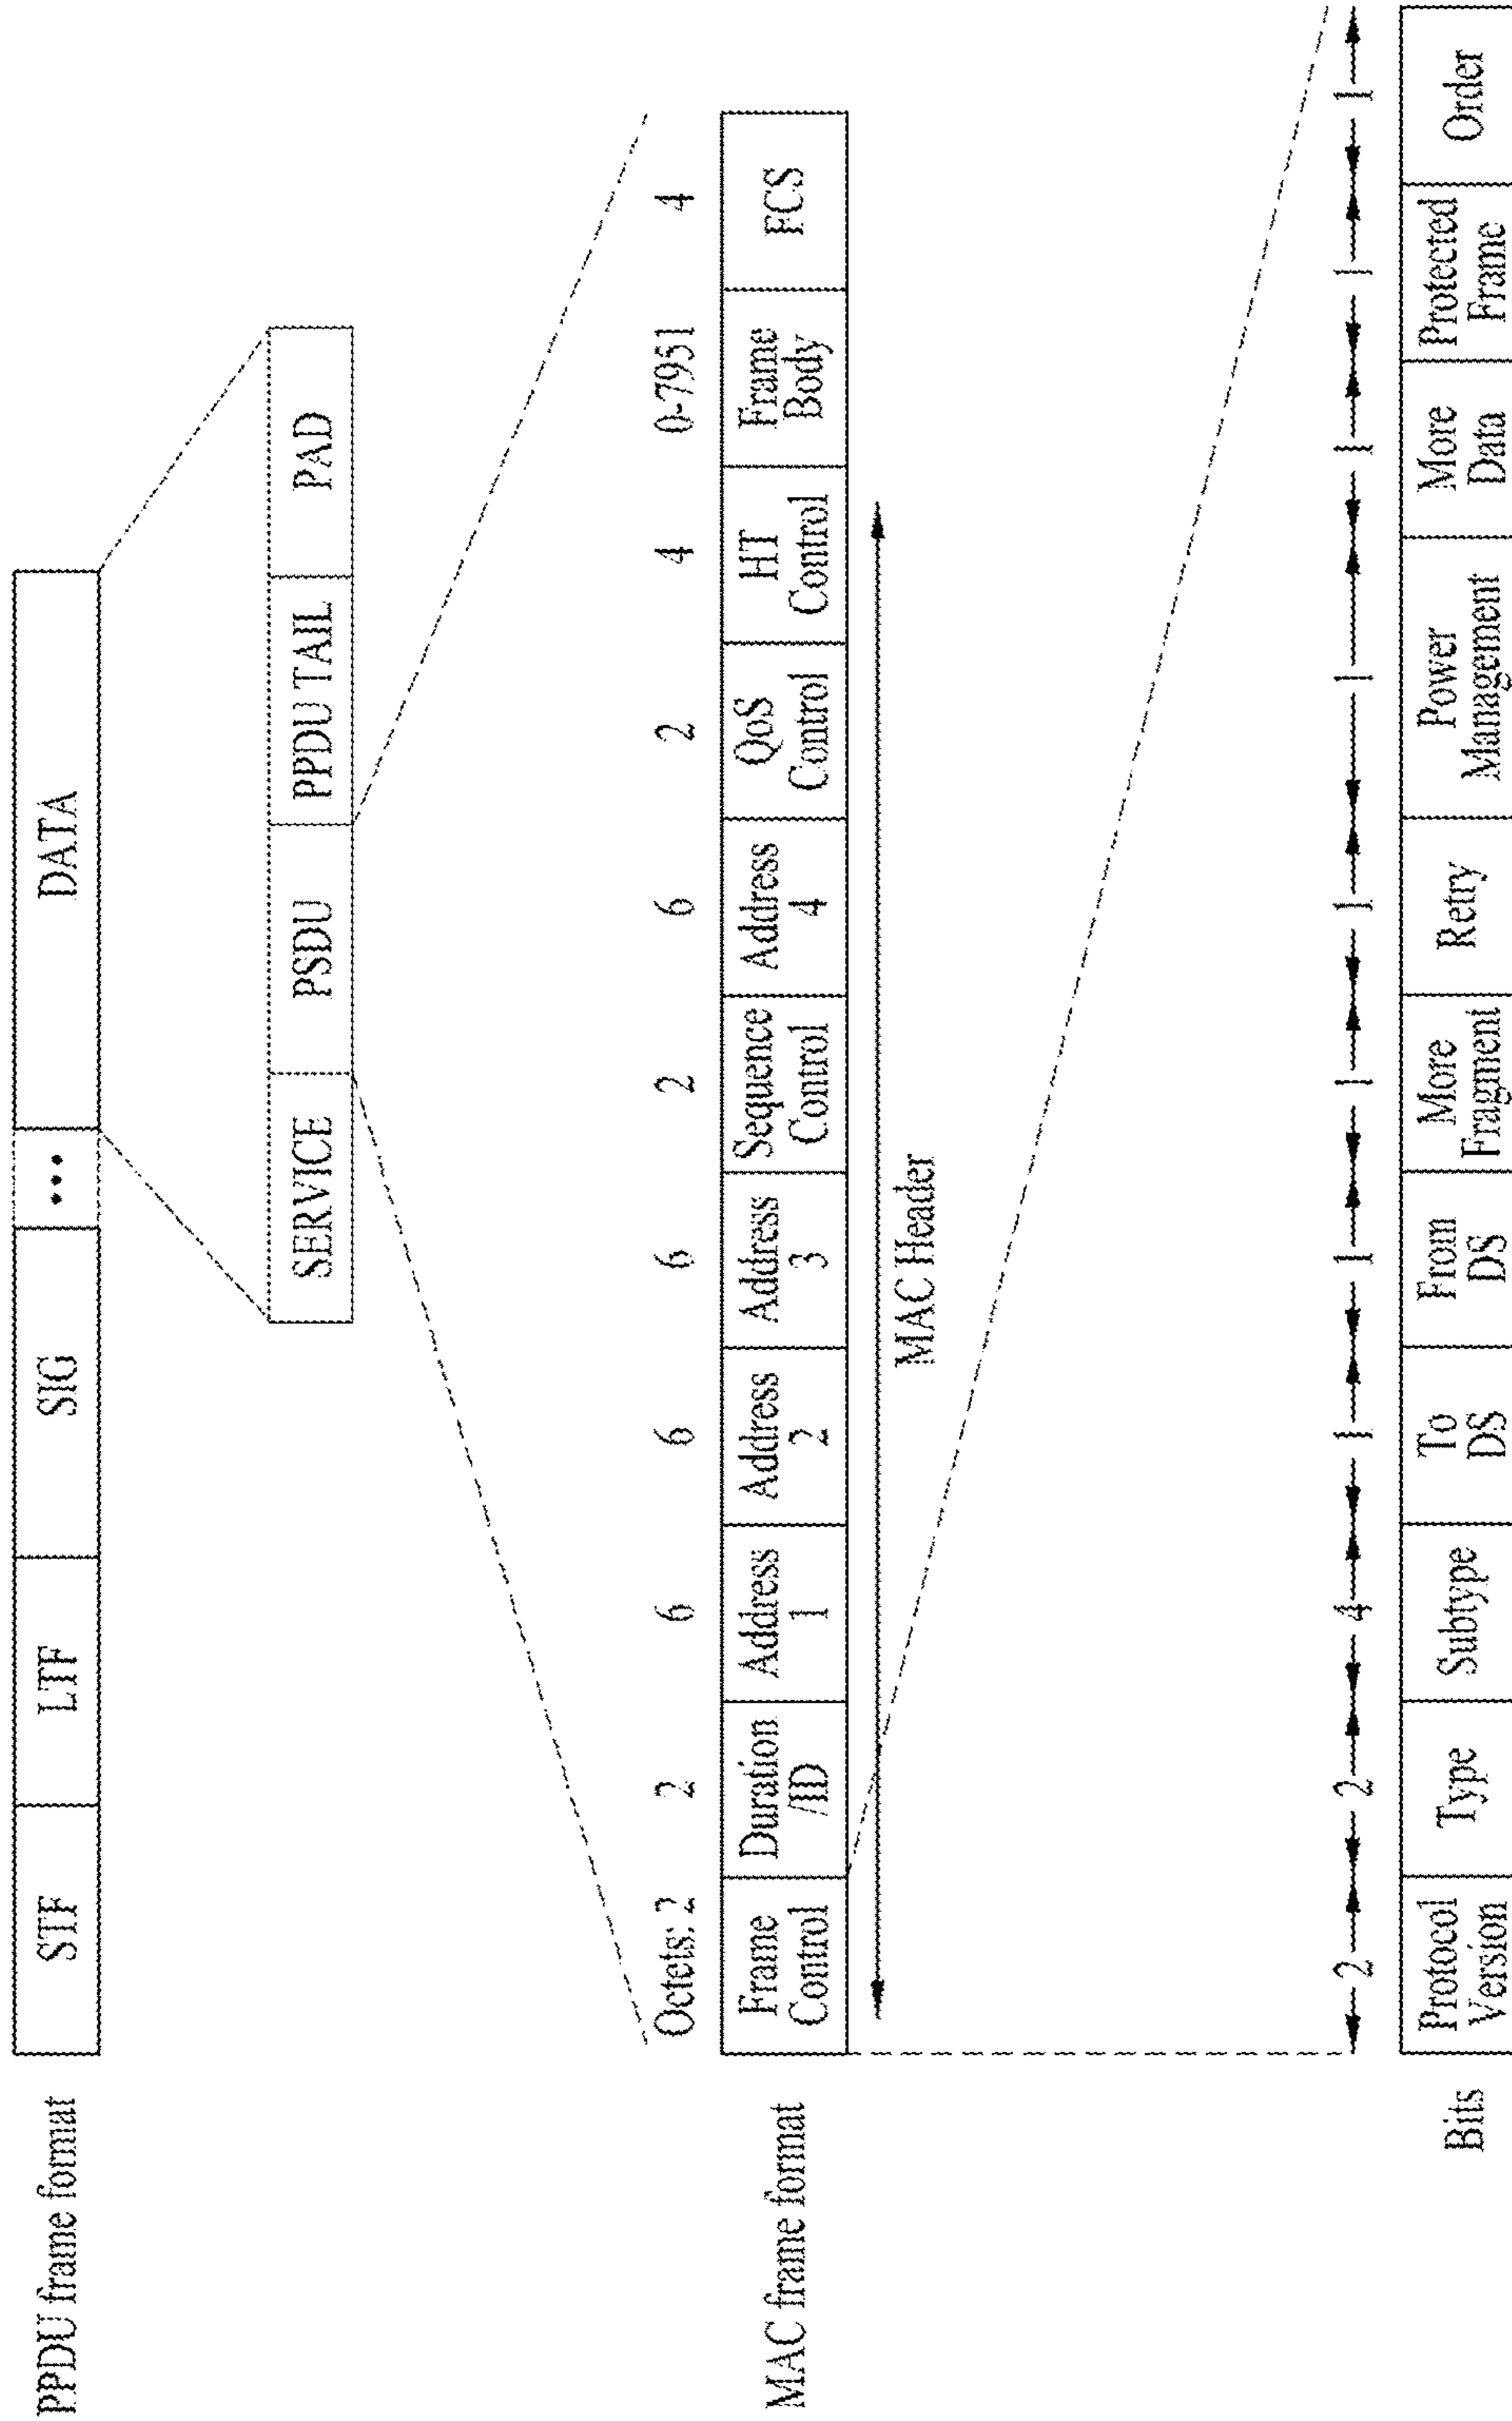 PPDU frame format
STF LTF SIG ••• DATA
SERVICE PSDU PPDU TAIL PAD
Octets: 2 2 6 6 6 2 6 2 4 0-7951 4
MAC frame format
Frame Control
Duration /ID
Address 1
Address 2
Address 3
Sequence Control
Address 4
QoS Control
HT Control
Frame Body
FCS
MAC Header
2 2 4 1 1 1 1 1 1 1 1
Bits
Protocol Version
Type
Subtype
To DS
From DS
More Fragment
Retry
Power Management
More Data
Protected Frame
Order